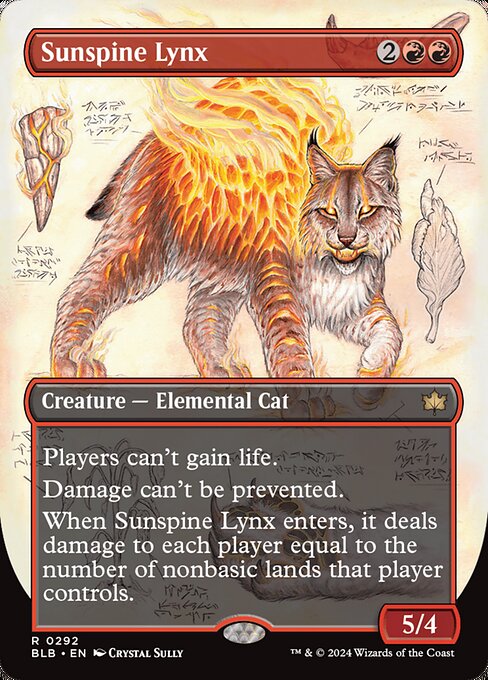 Sunspine Lynx
2
Creature — Elemental Cat
Players can't gain life.
Damage can't be prevented.
When Sunspine Lynx enters, it deals
damage to each player equal to the
number of nonbasic lands that player
controls.
5/4
R 0292
BLB • EN CRYSTAL SULLY
™ & © 2024 Wizards of the Coast